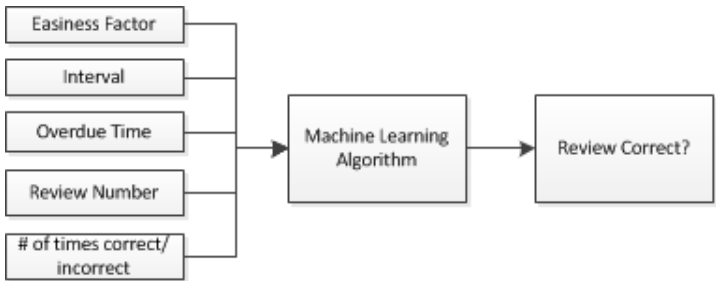 Easiness Factor
Interval
Overdue Time
Review Number
# of times correct/
incorrect
Machine Learning
Algorithm
Review Correct?